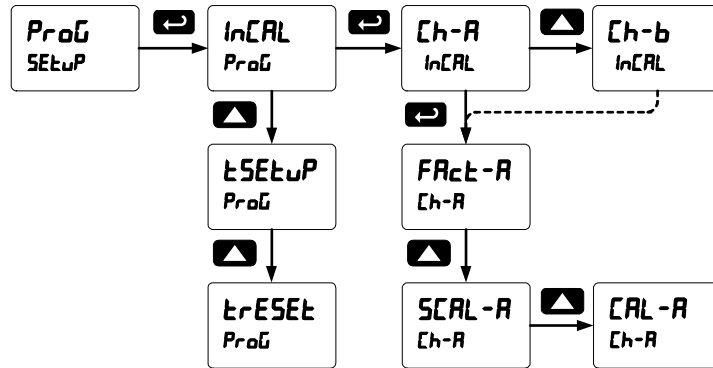 ProG
SEtuP
InCAL
ProG
Ch-A
InCAL
Ch-b
InCAL
tSEtuP
ProG
FAct-A
Ch-A
trESEt
ProG
SCAL-A
Ch-A
CAL-A
Ch-A